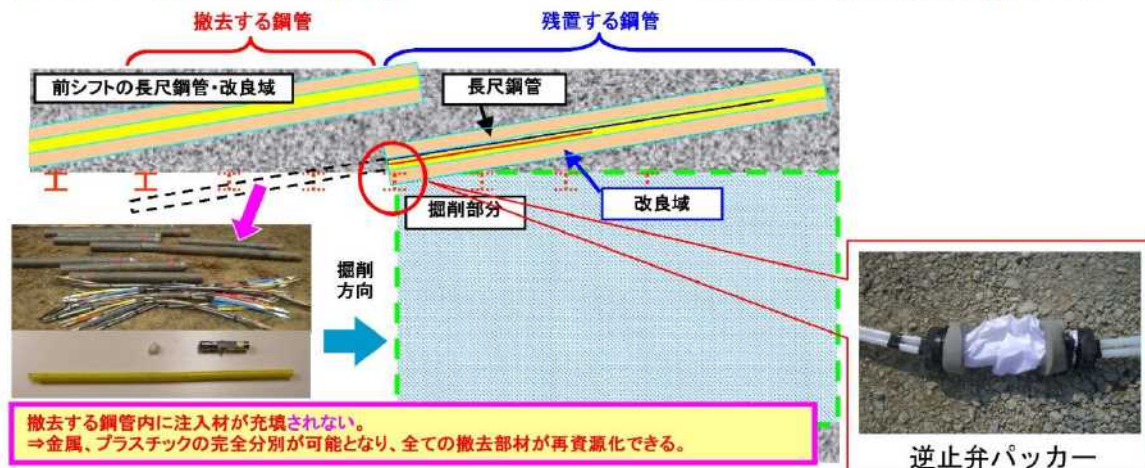 撤去する鋼管
残置する鋼管
前シフトの長尺鋼管・改良域
長尺鋼管
掘削部分
改良域
掘削
方向
撤去する鋼管内に注入材が充填されない。
⇒金属、プラスチックの完全分別が可能となり、全ての撤去部材が再資源化できる。
逆止弁パッカー